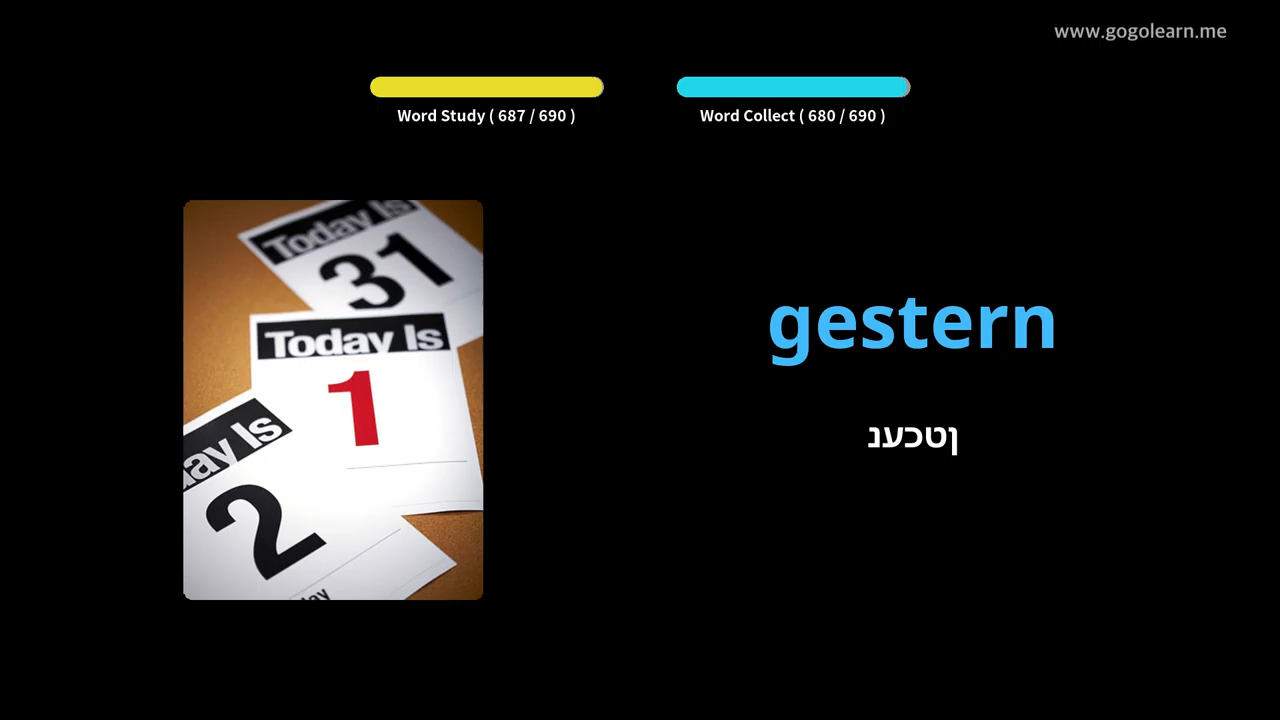 www.gogolearn.me
Word Study ( 687 / 690 )
Word Collect ( 680 / 690 )
Today Is
31
Today Is
1
ay Is
2
gestern
ןטכענ